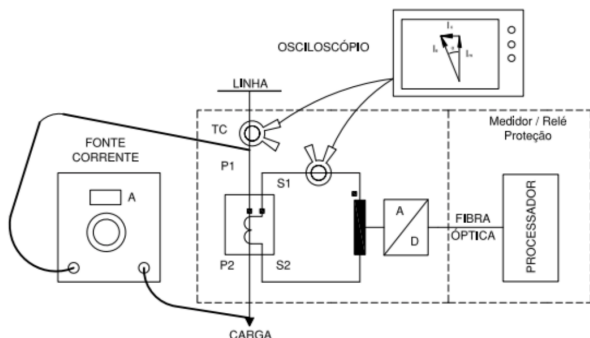 OSCILOSCÓPIO
LINHA
TC
Medidor / Relé
Proteção
FONTE
CORRENTE
P1
S1
A
A
D
FIBRA
ÓPTICA
PROCESSADOR
P2
S2
CARGA